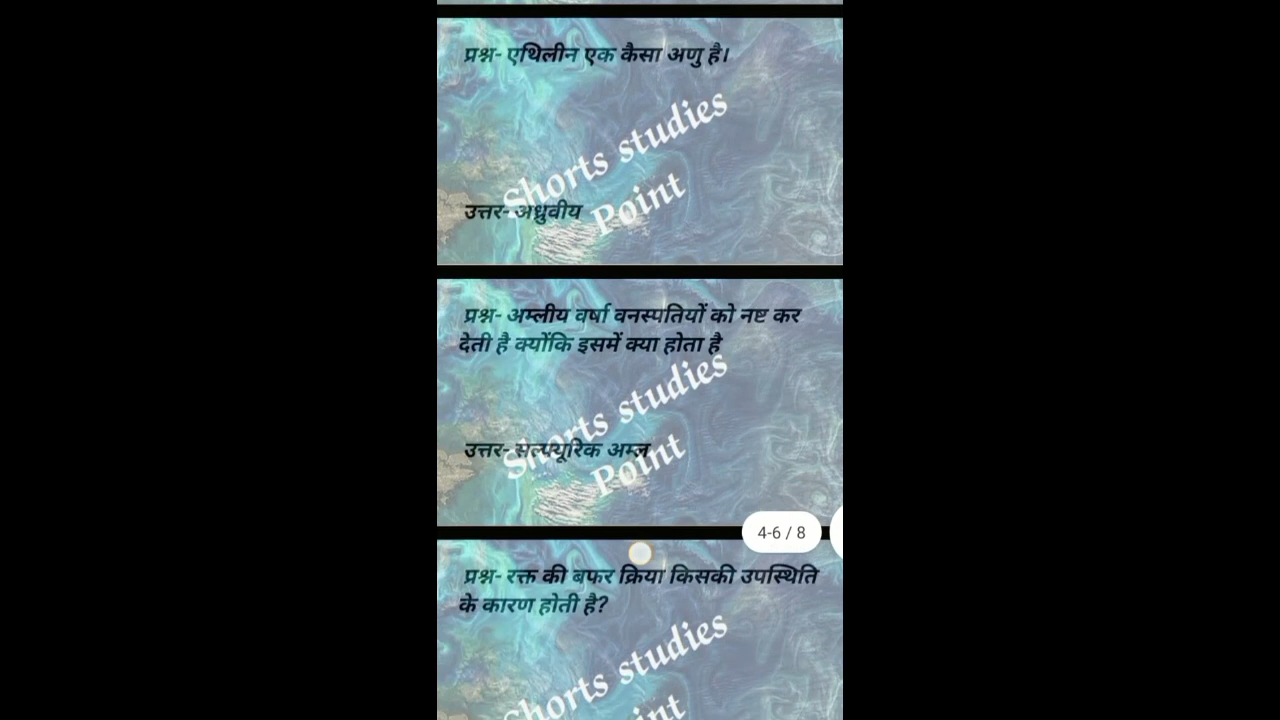 प्रश्न- एथिलीन एक कैसा अणु है।
Shorts studies
Point
उत्तर- अध्रुवीय
प्रश्न- अम्लीय वर्षा वनस्पतियों को नष्ट कर
देती है क्योंकि इसमें क्या होता है
Shorts studies
Point
उत्तर- सल्फ्यूरिक अम्ल
4-6 / 8
प्रश्न- रक्त की बफर क्रिया किसकी उपस्थिति
के कारण होती है?
Shorts studies